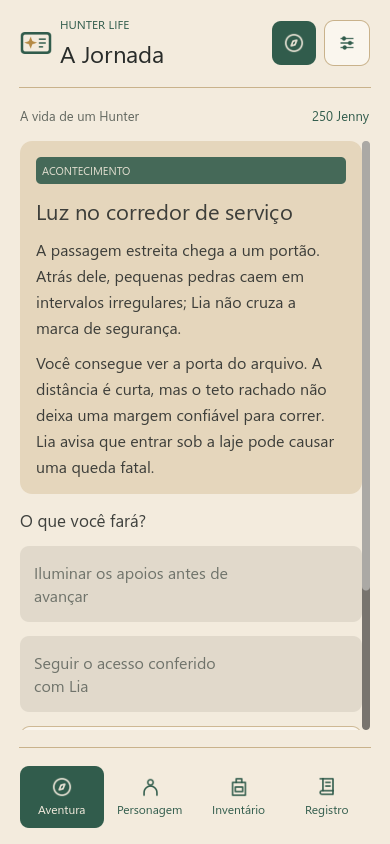 HUNTER LIFE
A Jornada
A vida de um Hunter
250 Jenny
ACONTECIMENTO
Luz no corredor de serviço
A passagem estreita chega a um portão.
Atrás dele, pequenas pedras caem em
intervalos irregulares; Lia não cruza a
marca de segurança.
Você consegue ver a porta do arquivo. A
distância é curta, mas o teto rachado não
deixa uma margem confiável para correr.
Lia avisa que entrar sob a laje pode causar
uma queda fatal.
O que você fará?
Iluminar os apoios antes de
avançar
Seguir o acesso conferido
com Lia
Aventura
Personagem
Inventário
Registro